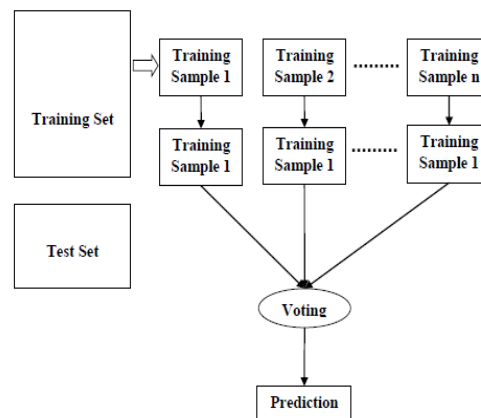 Training Set
Training
Sample 1
Training
Sample 2
.........
Training
Sample n
Training
Sample 1
Training
Sample 1
.........
Training
Sample 1
Test Set
Voting
Prediction